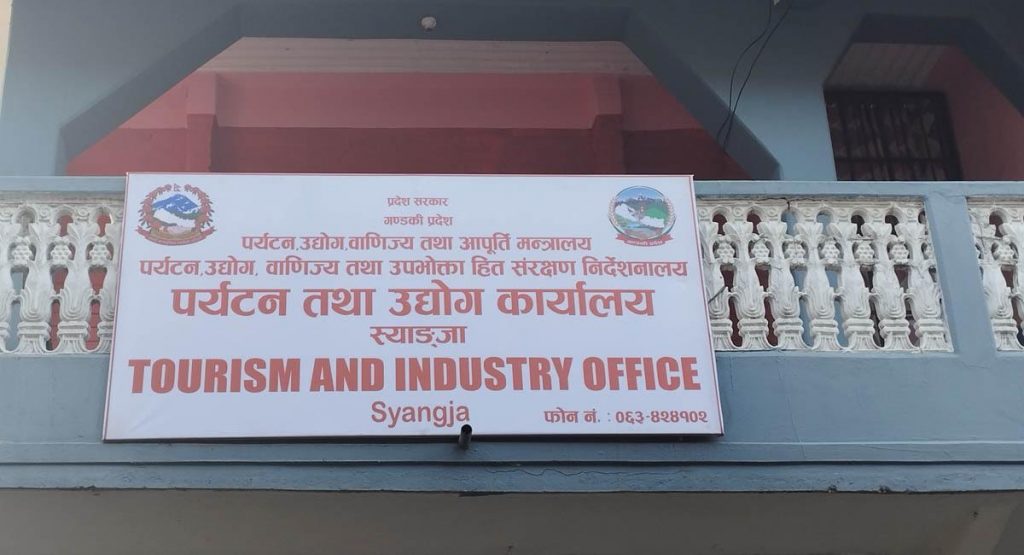 प्रदेश सरकार
गण्डकी प्रदेश
पर्यटन,उद्योग,वाणिज्य तथा आपूर्ति मन्त्रालय
पर्यटन,उद्योग, वाणिज्य तथा उपभोक्ता हित संरक्षण निर्देशनालय
पर्यटन तथा उद्योग कार्यालय
स्याङ्जा
TOURISM AND INDUSTRY OFFICE
Syangja
फोन नं. : ०६३-४२४१०२